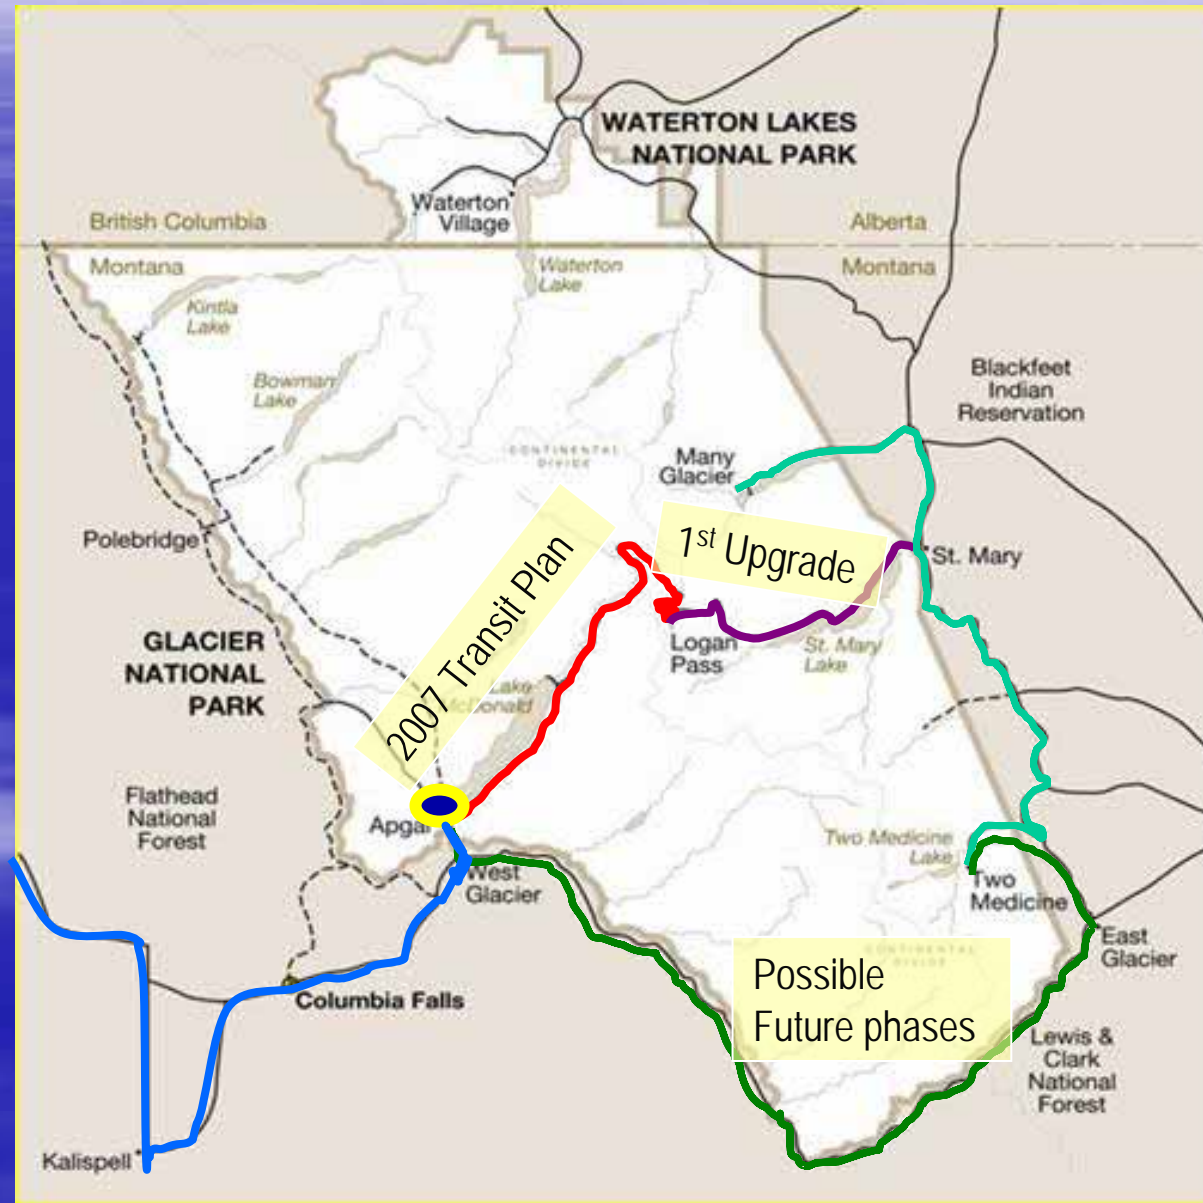 WATERTON LAKES
NATIONAL PARK
Waterton
Village
British Columbia
Alberta
Montana
Montana
Waterton
Lake
Kintla
Lake
Bowman
Lake
Blackfeet
Indian
Reservation
CONTINENTAL
DIVIDE
Many
Glacier
Polebridge
2007 Transit Plan
1st Upgrade
St. Mary
GLACIER
NATIONAL
PARK
Logan
Pass
St. Mary
Lake
Lake
McDonald
Flathead
National
Forest
Apgar
Two Medicine
Lake
West
Glacier
Two
Medicine
East
Glacier
CONTINENTAL
DIVIDE
Possible
Future phases
Columbia Falls
Lewis &
Clark
National
Forest
Kalispell